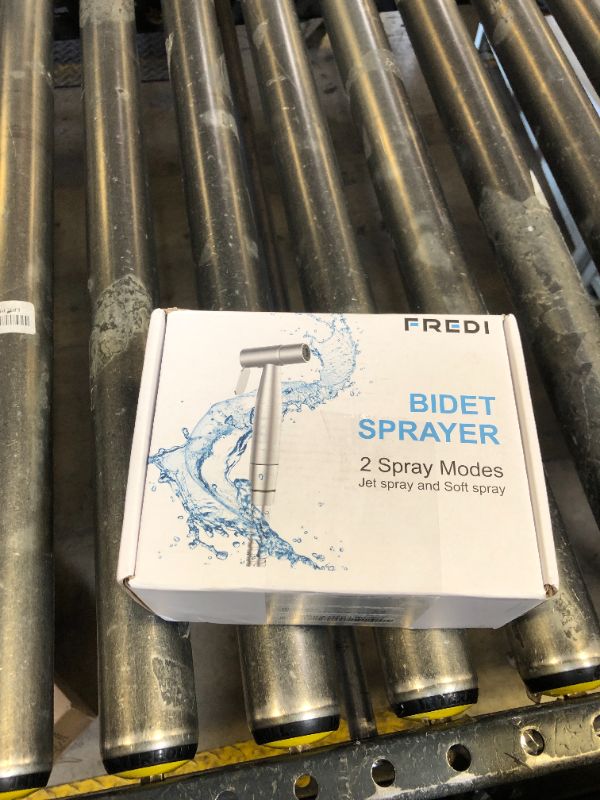 FREDI
BIDET
SPRAYER
2 Spray Modes
Jet spray and Soft spray